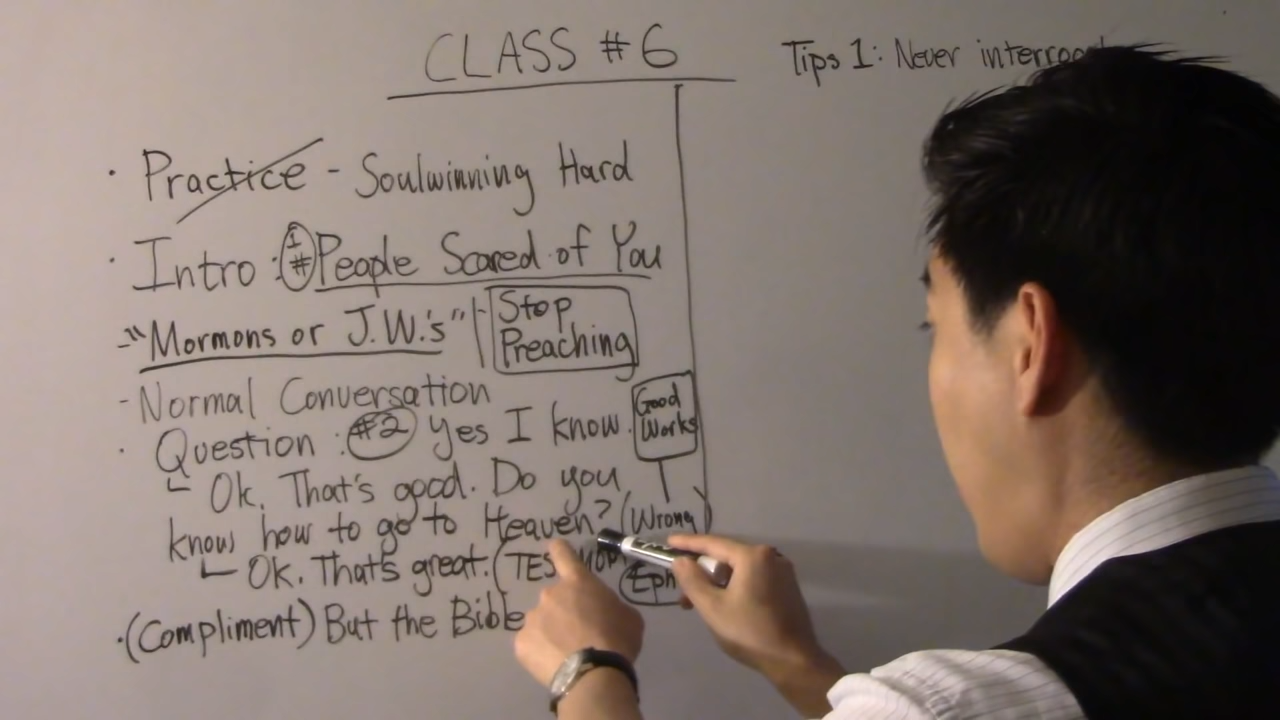 CLASS #6
Tips 1: Never
· Practice - Soulwinning Hard
· Intro : #1 People Scared of You
- "Mormons or J.W.'s" - Stop Preaching
- Normal Conversation
· Question : #2 Yes I know. Good Works
Ok. That's good. Do you
know how to go to Heaven? (Wrong)
Ok. That's great. (
Eph
· (Compliment) But the Bible